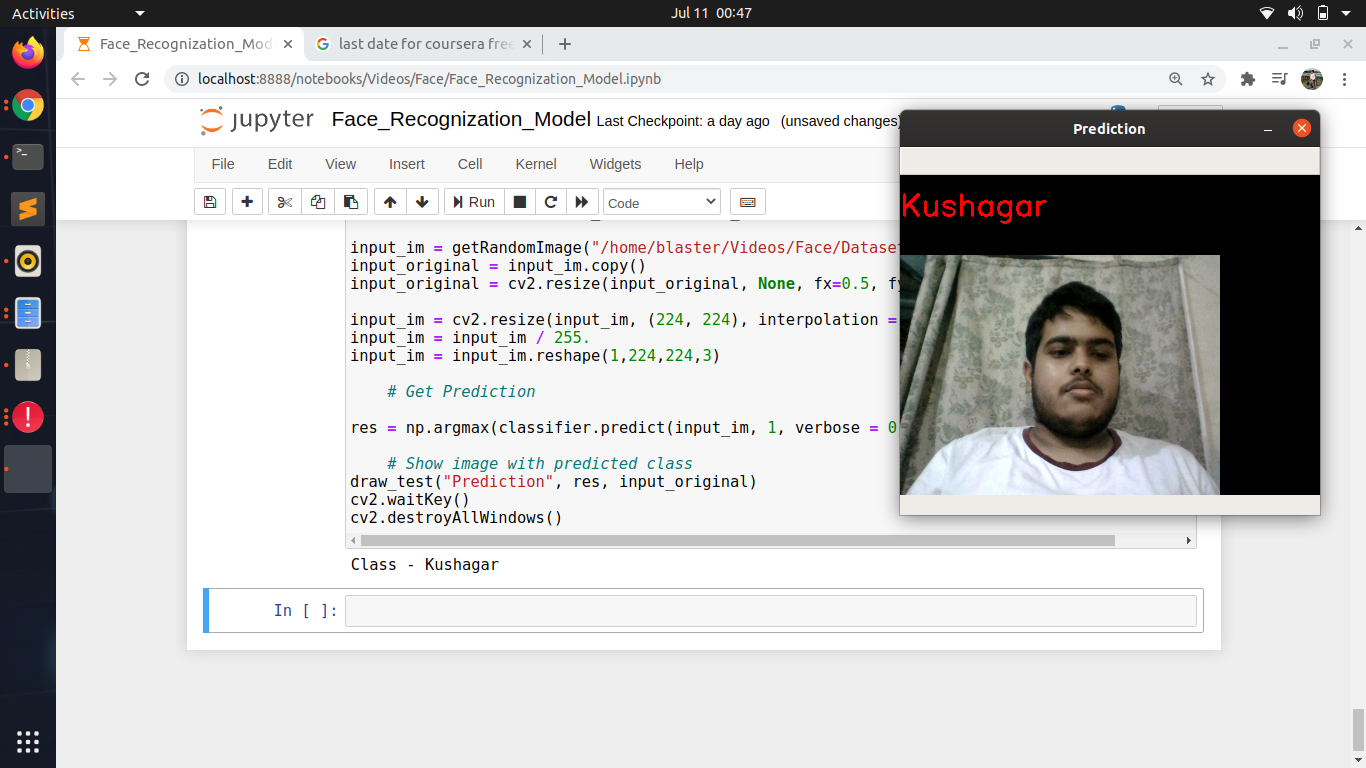 Activities
Jul 11 00:47
Face_Recognization_Mod
last date for coursera free
localhost:8888/notebooks/Videos/Face/Face_Recognization_Model.ipynb
jupyter Face_Recognization_Model Last Checkpoint: a day ago (unsaved changes)
File Edit View Insert Cell Kernel Widgets Help
Run
Code
input_im = getRandomImage("/home/blaster/Videos/Face/Datase
input_original = input_im.copy()
input_original = cv2.resize(input_original, None, fx=0.5, fy
input_im = cv2.resize(input_im, (224, 224), interpolation =
input_im = input_im / 255.
input_im = input_im.reshape(1,224,224,3)
# Get Prediction
res = np.argmax(classifier.predict(input_im, 1, verbose = 0
# Show image with predicted class
draw_test("Prediction", res, input_original)
cv2.waitKey()
cv2.destroyAllWindows()
Class - Kushagar
In [ ]:
Prediction
Kushagar